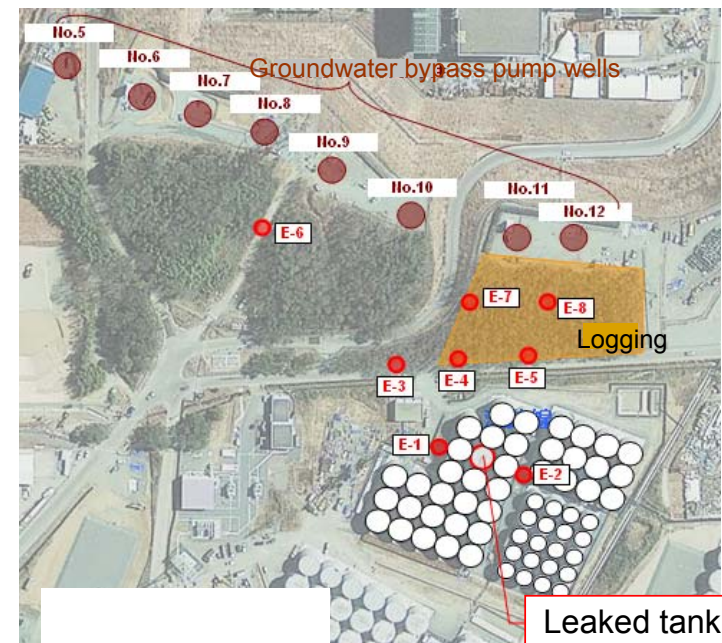 No.5
No.6
No.7
Groundwater bypass pump wells
No.8
No.9
No.10
No.11
No.12
E-6
E-7
E-8
Logging
E-3
E-4
E-5
E-1
E-2
Leaked tank